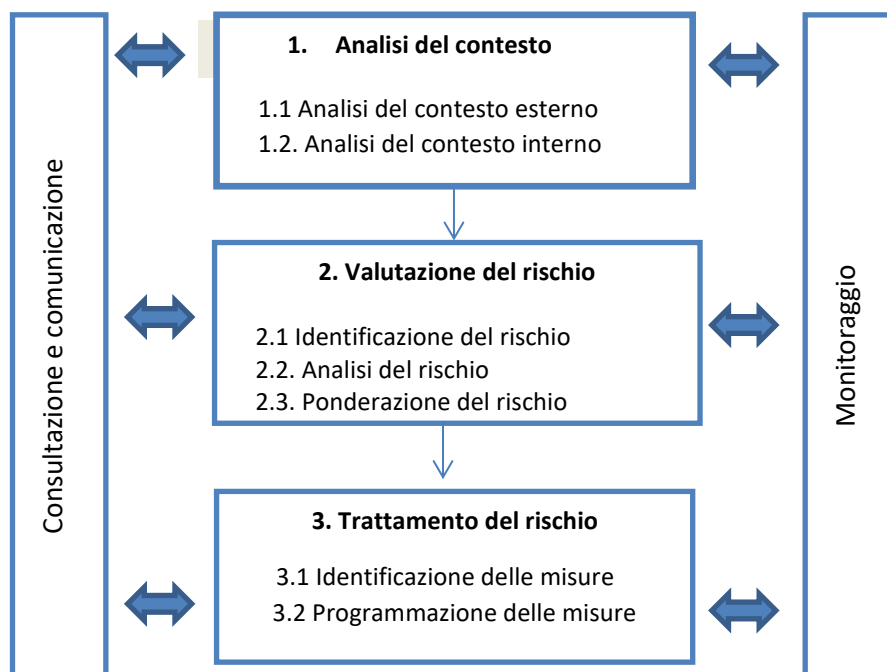 Consultazione e comunicazione
1. Analisi del contesto
1.1 Analisi del contesto esterno
1.2. Analisi del contesto interno
2. Valutazione del rischio
2.1 Identificazione del rischio
2.2. Analisi del rischio
2.3. Ponderazione del rischio
3. Trattamento del rischio
3.1 Identificazione delle misure
3.2 Programmazione delle misure
Monitoraggio